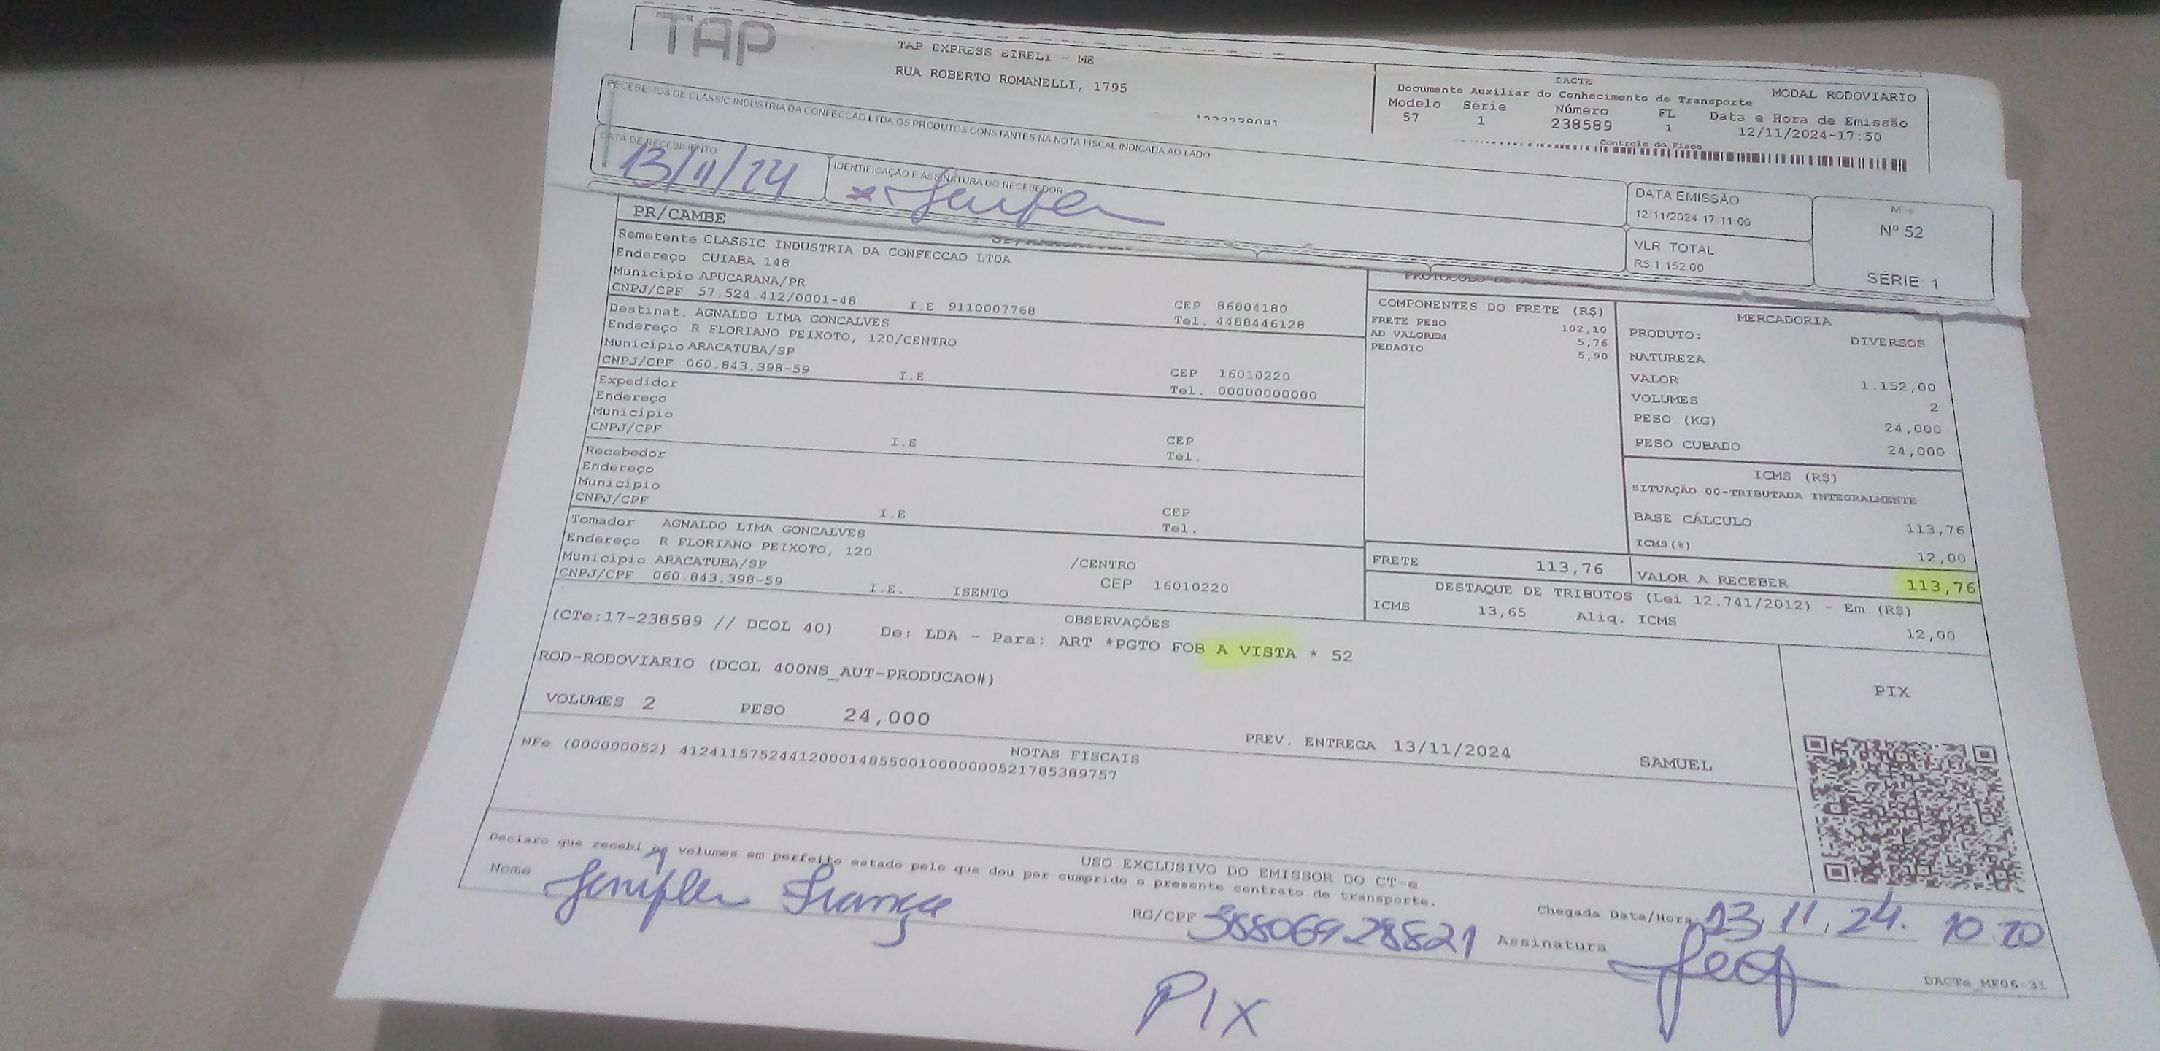 TAP
TAP EXPRESS EIRELI - ME
RUA ROBERTO ROMANELLI, 1795
DACTE
MODAL RODOVIARIO
Documento Auxiliar do Conhecimento de Transporte
Modelo Série Número FL Data e Hora de Emissão
57 1 238589 1 12/11/2024-17:50
Controle do Fisco
RECEBEMOS DE CLASSIC INDUSTRIA DA CONFECCAO LTDA OS PRODUTOS CONSTANTES NA NOTA FISCAL INDICADA AO LADO
DATA DE RECEBIMENTO
13/11/24
IDENTIFICAÇÃO E ASSINATURA DO RECEBEDOR
DATA EMISSÃO
12/11/2024 17:11:00
VLR TOTAL
R$ 1.152,00
NF-e
Nº 52
SÉRIE: 1
PR/CAMBE
Remetente CLASSIC INDUSTRIA DA CONFECCAO LTDA
Endereço CUIABA 148
Município APUCARANA/PR
CEP 86804180
CNPJ/CPF 57.524.412/0001-48 I.E 9110007768 Tel. 4488446128
Destinat. AGNALDO LIMA GONCALVES
Endereço R FLORIANO PEIXOTO, 120/CENTRO
Município ARACATUBA/SP
CEP 16010220
CNPJ/CPF 060.843.398-59 I.E Tel. 00000000000
Expedidor
Endereço
Município
CEP
CNPJ/CPF I.E Tel.
Recebedor
Endereço
Município
CEP
CNPJ/CPF I.E Tel.
Tomador AGNALDO LIMA GONCALVES
Endereço R FLORIANO PEIXOTO, 120 /CENTRO
Município ARACATUBA/SP CEP 16010220
CNPJ/CPF 060.843.398-59 I.E. ISENTO
COMPONENTES DO FRETE (R$)
FRETE PESO 102,10
AD VALOREM 5,76
PEDAGIO 5,90
MERCADORIA
PRODUTO: DIVERSOS
NATUREZA
VALOR 1.152,00
VOLUMES 2
PESO (KG) 24,000
PESO CUBADO 24,000
ICMS (R$)
SITUAÇÃO 00-TRIBUTADA INTEGRALMENTE
BASE CÁLCULO 113,76
ICMS(%) 12,00
FRETE 113,76
VALOR A RECEBER 113,76
DESTAQUE DE TRIBUTOS (Lei 12.741/2012) - Em (R$)
ICMS 13,65 Aliq. ICMS 12,00
OBSERVAÇÕES
(CTe:17-238589 // DCOL 40) De: LDA - Para: ART *PGTO FOB A VISTA * 52
ROD-RODOVIARIO (DCOL 400NS_AUT-PRODUCAO#)
VOLUMES 2 PESO 24,000
PREV. ENTREGA 13/11/2024
SAMUEL
PIX
NOTAS FISCAIS
NFe (000000052) 41241157524412000148550010000000521785389757
USO EXCLUSIVO DO EMISSOR DO CT-e
Declaro que recebi os volumes em perfeito estado pelo que dou por cumprido o presente contrato de transporte.
Nome Jenifer França
RG/CPF 38806928821
Assinatura
Chegada Data/Hora 13.11.24. 10 20
DACTe_MF06-31
PIX